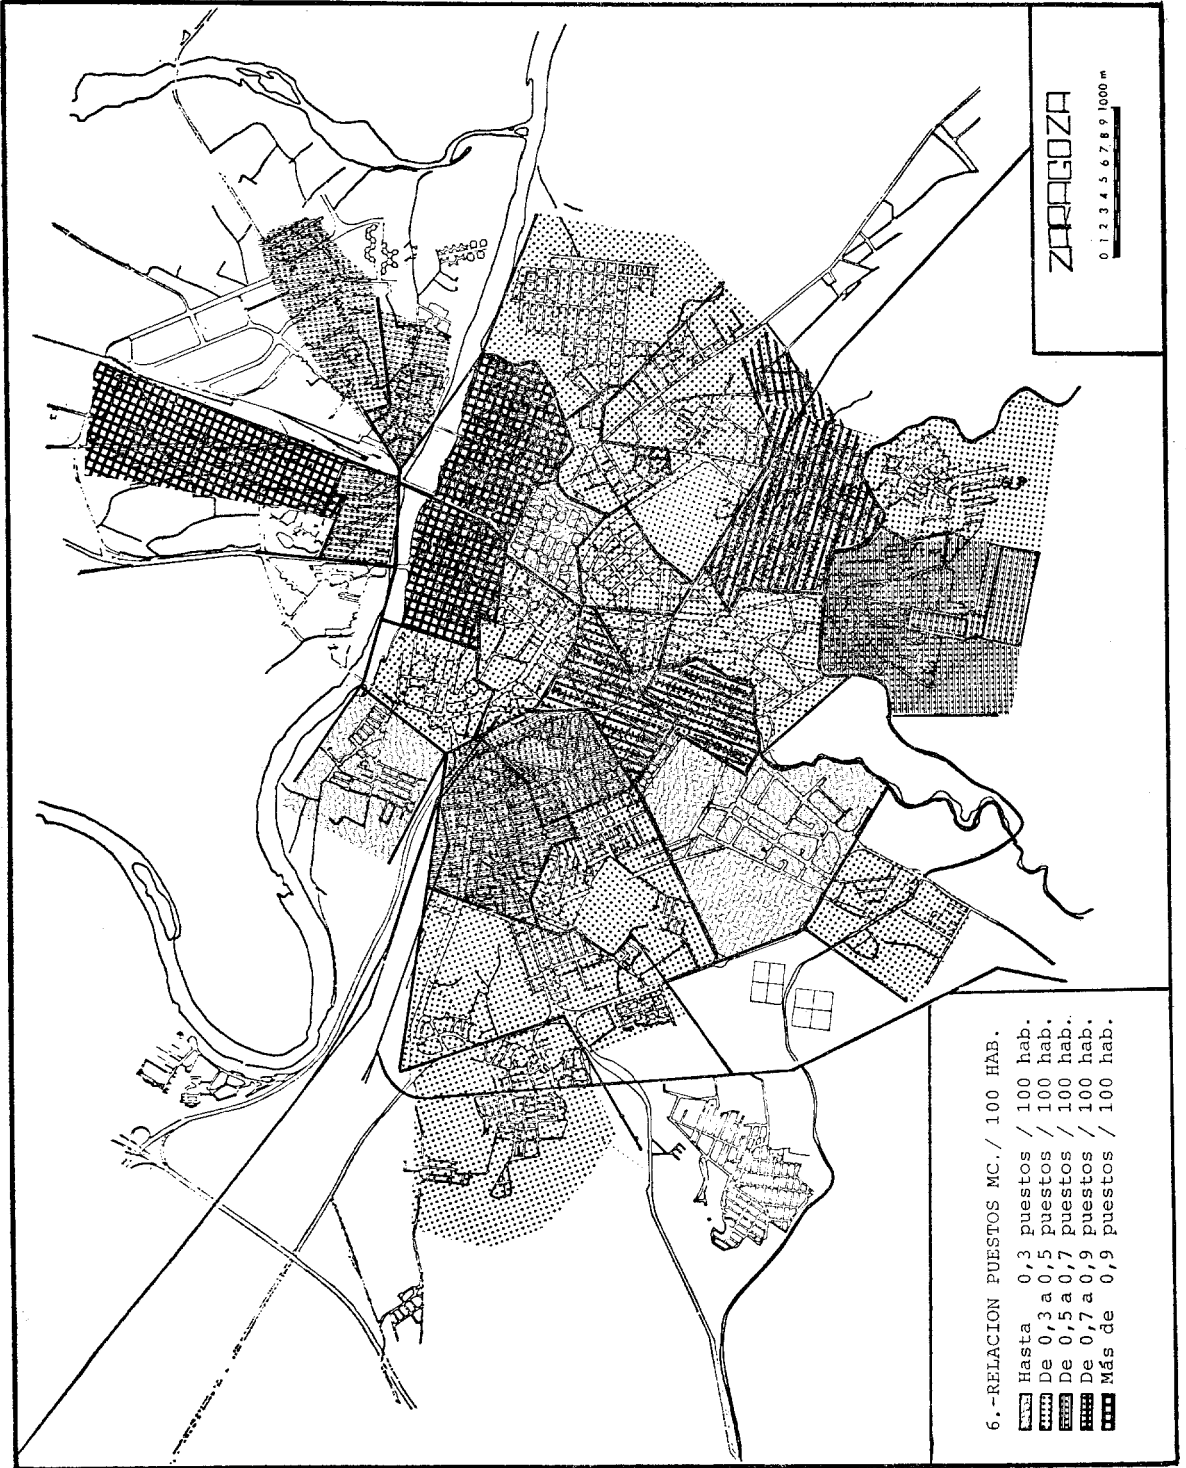 ZARAGOZA
0 1 2 3 4 5 6 7 8 9 1000 m
GLP
6.-RELACION PUESTOS MC./ 100 HAB.
Hasta 0,3 puestos / 100 hab.
De 0,3 a 0,5 puestos / 100 hab.
De 0,5 a 0,7 puestos / 100 hab.
De 0,7 a 0,9 puestos / 100 hab.
Más de 0,9 puestos / 100 hab.